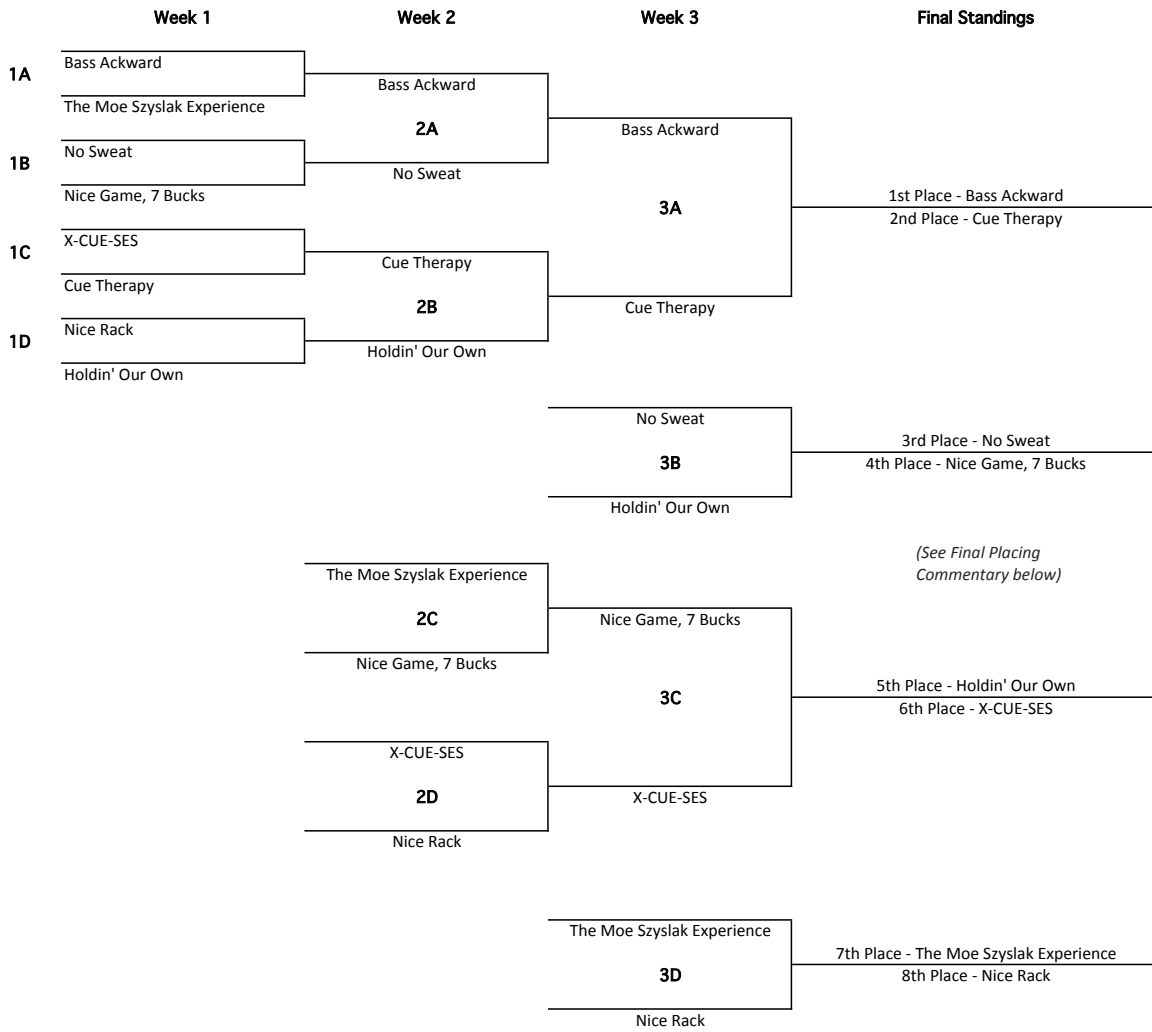 Week 1 Week 2 Week 3 Final Standings
1A
Bass Ackward
The Moe Szyslak Experience
1B
No Sweat
Nice Game, 7 Bucks
1C
X-CUE-SES
Cue Therapy
1D
Nice Rack
Holdin' Our Own
Bass Ackward
2A
No Sweat
Cue Therapy
2B
Holdin' Our Own
Bass Ackward
3A
Cue Therapy
1st Place - Bass Ackward
2nd Place - Cue Therapy
No Sweat
3B
Holdin' Our Own
3rd Place - No Sweat
4th Place - Nice Game, 7 Bucks
(See Final Placing
Commentary below)
The Moe Szyslak Experience
2C
Nice Game, 7 Bucks
X-CUE-SES
2D
Nice Rack
Nice Game, 7 Bucks
3C
X-CUE-SES
5th Place - Holdin' Our Own
6th Place - X-CUE-SES
The Moe Szyslak Experience
3D
Nice Rack
7th Place - The Moe Szyslak Experience
8th Place - Nice Rack